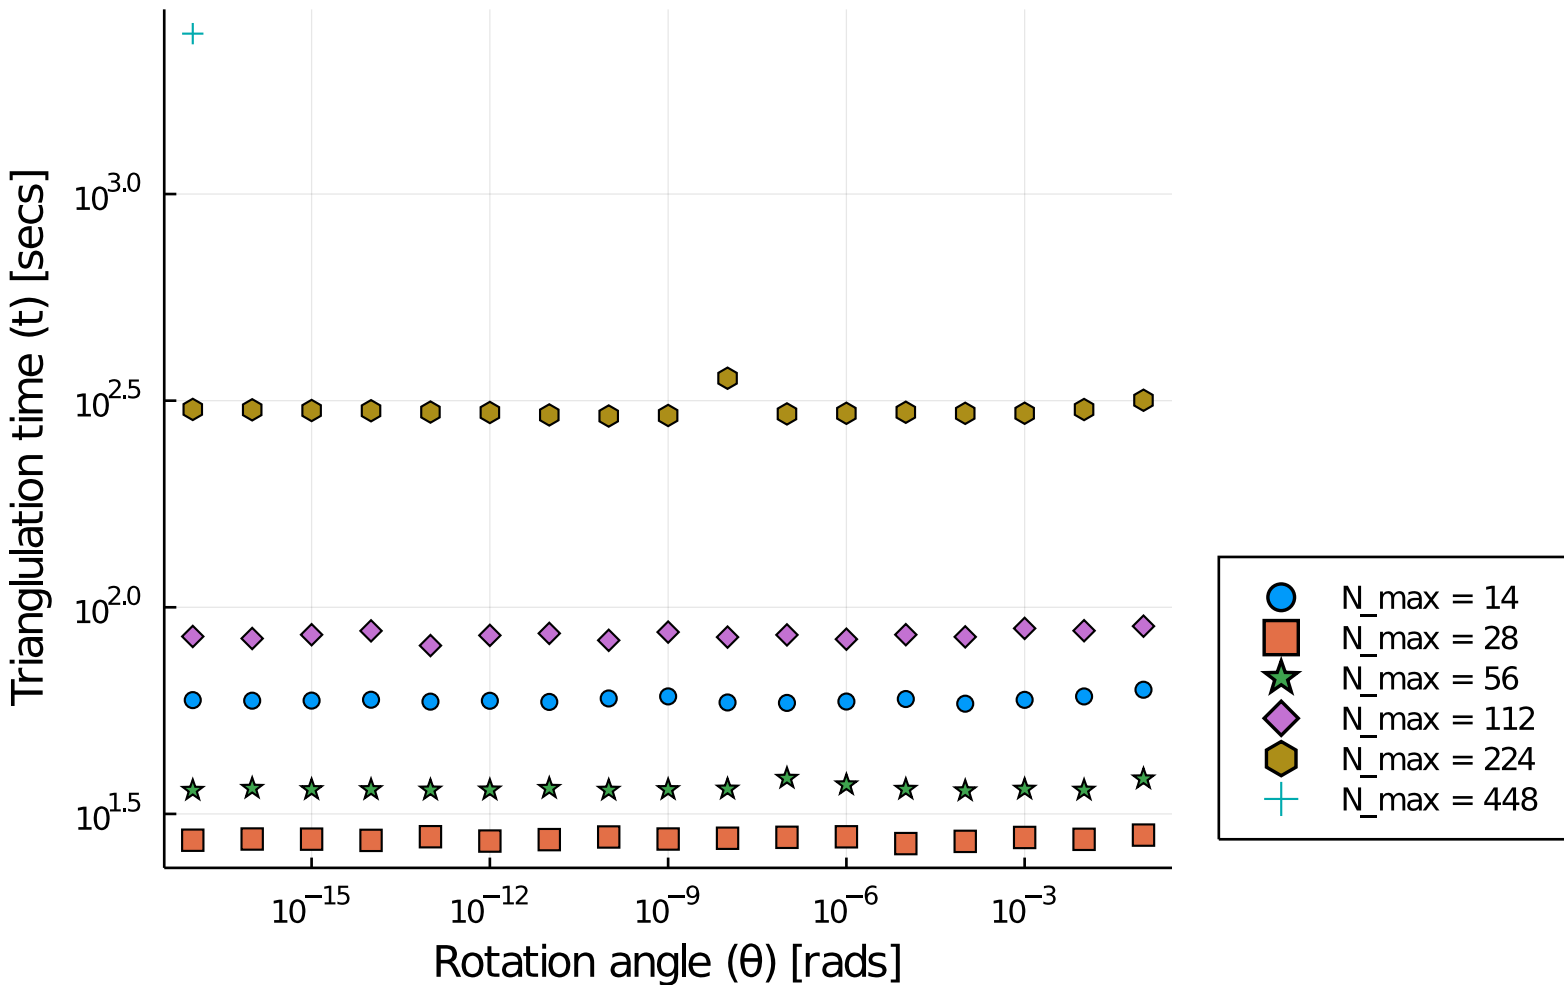 Trianglulation time (t) [secs]
10^3.0
10^2.5
10^2.0
10^1.5
10^−15 10^−12 10^−9 10^−6 10^−3
Rotation angle (θ) [rads]
N_max = 14
N_max = 28
N_max = 56
N_max = 112
N_max = 224
N_max = 448